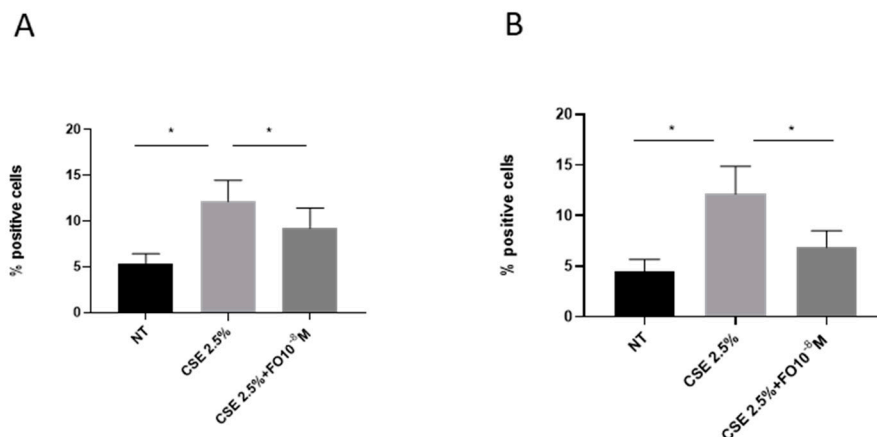 A
B
% positive cells
20
15
10
5
0
*
*
NT
CSE 2.5%
CSE 2.5%+FO10⁻⁸M
% positive cells
20
15
10
5
0
*
*
NT
CSE 2.5%
CSE 2.5%+FO10⁻⁸M